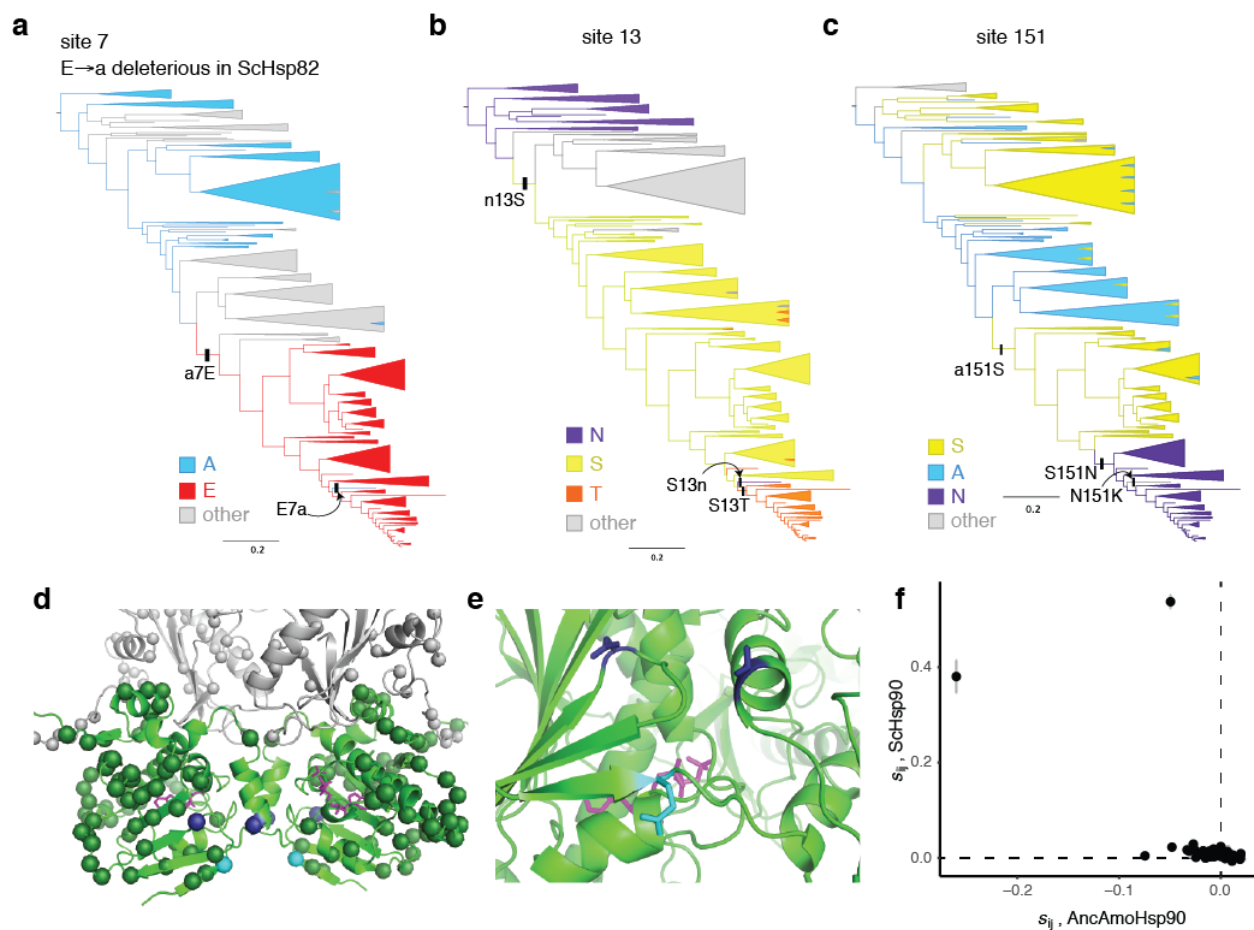 a
site 7
E→a deleterious in ScHsp82
a7E
A
E
other
E7a
0.2
b
site 13
n13S
N
S
T
other
S13n
S13T
0.2
c
site 151
a151S
S
A
N
other
S151N
N151K
0.2
d
e
f
0.4
0.2
0.0
sij , ScHsp90
−0.2
−0.1
0.0
sij , AncAmoHsp90